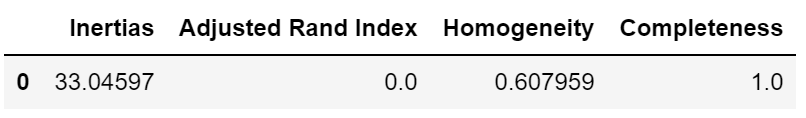 Inertias Adjusted Rand Index Homogeneity Completeness
0 33.04597 0.0 0.607959 1.0